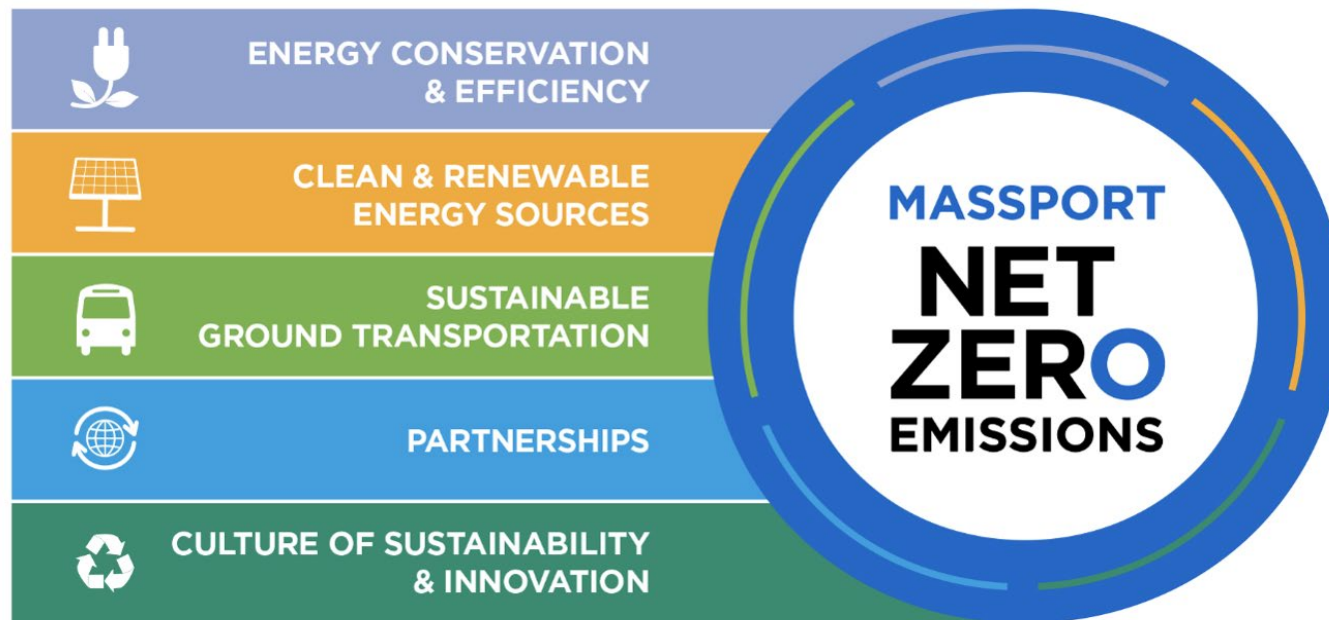 ENERGY CONSERVATION
& EFFICIENCY
CLEAN & RENEWABLE
ENERGY SOURCES
SUSTAINABLE
GROUND TRANSPORTATION
PARTNERSHIPS
CULTURE OF SUSTAINABILITY
& INNOVATION
MASSPORT
NET
ZERO
EMISSIONS